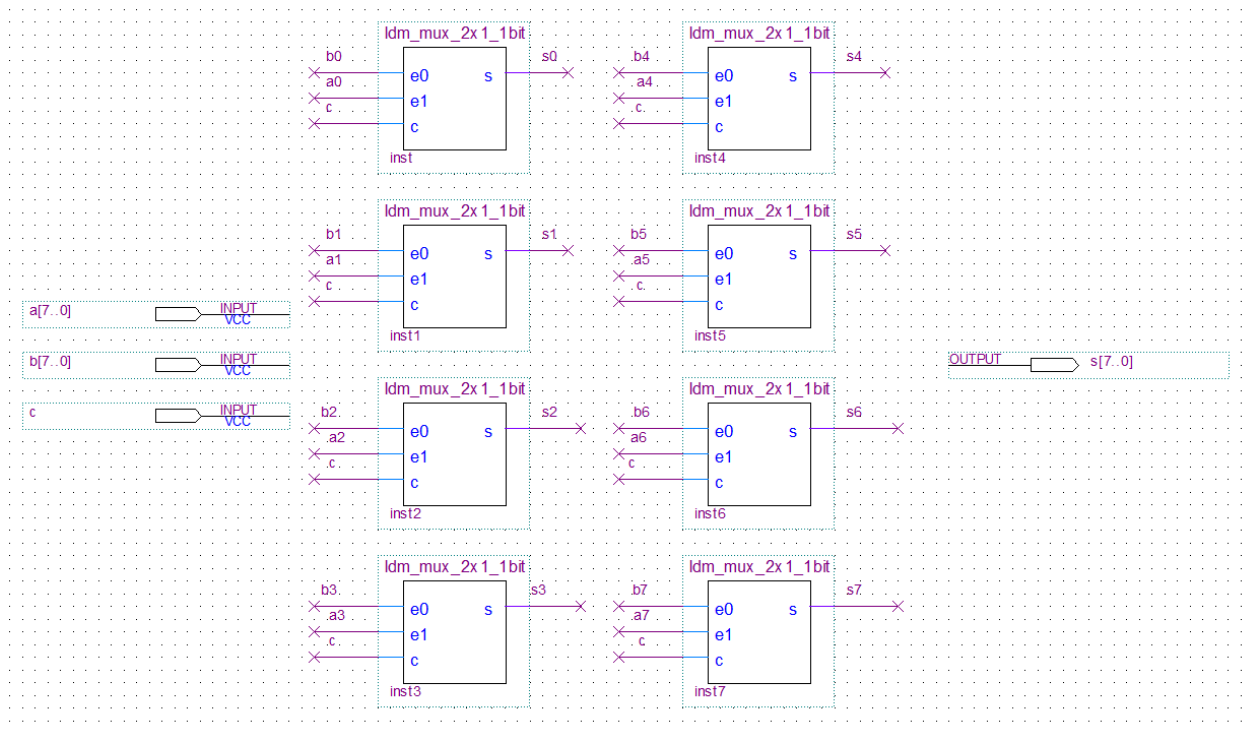 a[7..0]
INPUT
VCC
b[7..0]
INPUT
VCC
c
INPUT
VCC
ldm_mux_2x1_1bit
b0
a0
c
e0
e1
c
s
s0
inst
ldm_mux_2x1_1bit
b1
a1
c
e0
e1
c
s
s1
inst1
ldm_mux_2x1_1bit
b2
a2
c
e0
e1
c
s
s2
inst2
ldm_mux_2x1_1bit
b3
a3
c
e0
e1
c
s
s3
inst3
ldm_mux_2x1_1bit
b4
a4
c
e0
e1
c
s
s4
inst4
ldm_mux_2x1_1bit
b5
a5
c
e0
e1
c
s
s5
inst5
ldm_mux_2x1_1bit
b6
a6
c
e0
e1
c
s
s6
inst6
ldm_mux_2x1_1bit
b7
a7
c
e0
e1
c
s
s7
inst7
OUTPUT
s[7..0]